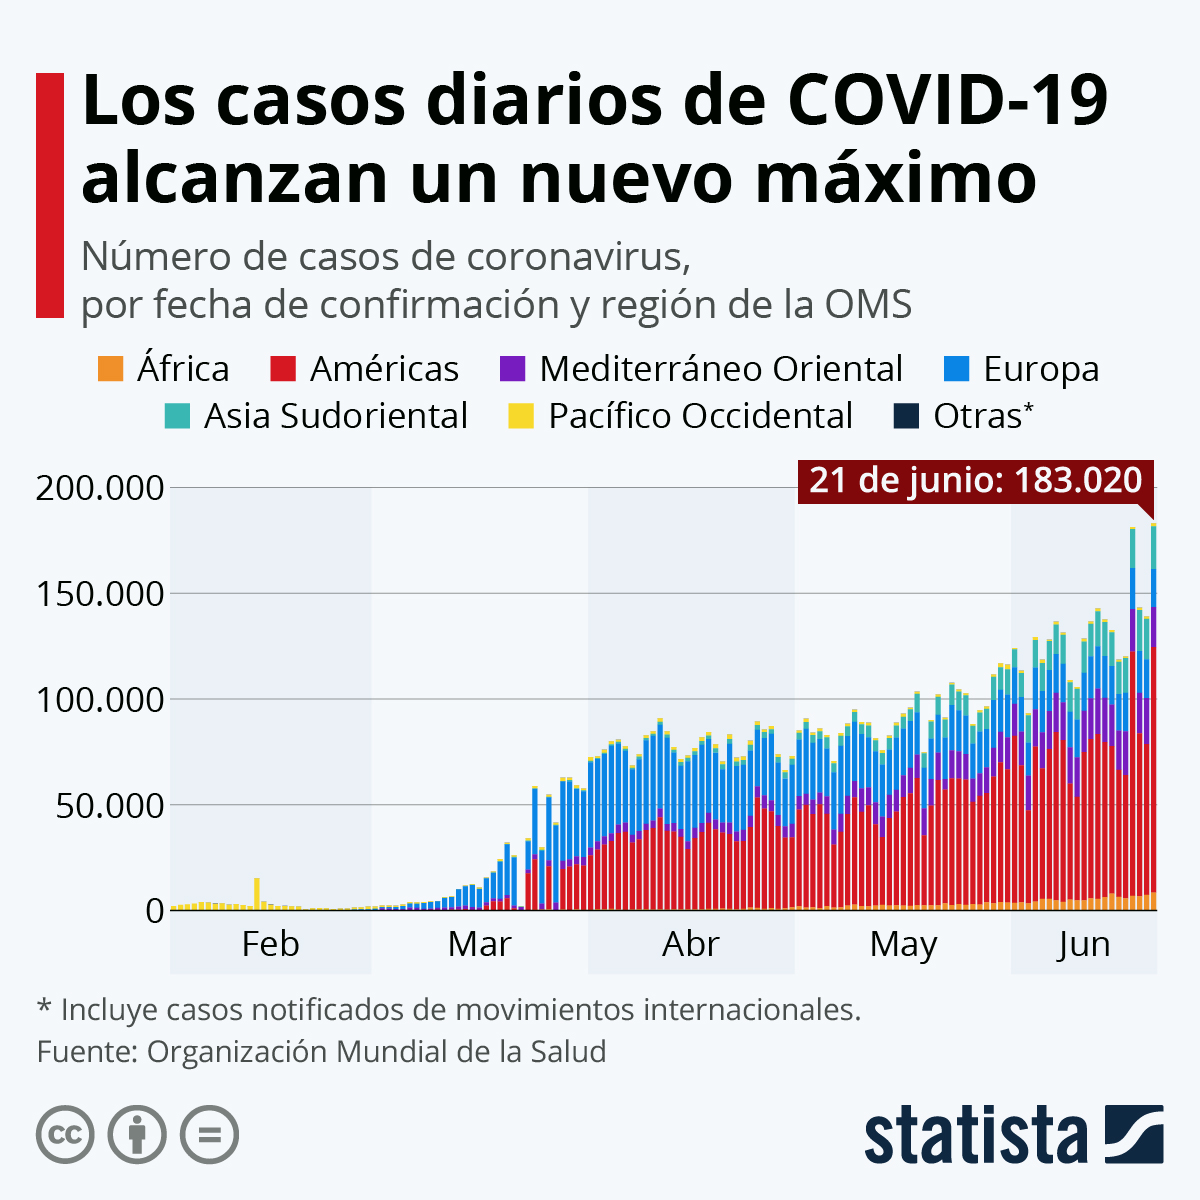 Los casos diarios de COVID-19
alcanzan un nuevo máximo
Número de casos de coronavirus,
por fecha de confirmación y región de la OMS
África Américas Mediterráneo Oriental Europa
Asia Sudoriental Pacífico Occidental Otras*
21 de junio: 183.020
200.000
150.000
100.000
50.000
0
Feb Mar Abr May Jun
* Incluye casos notificados de movimientos internacionales.
Fuente: Organización Mundial de la Salud
cc
statista